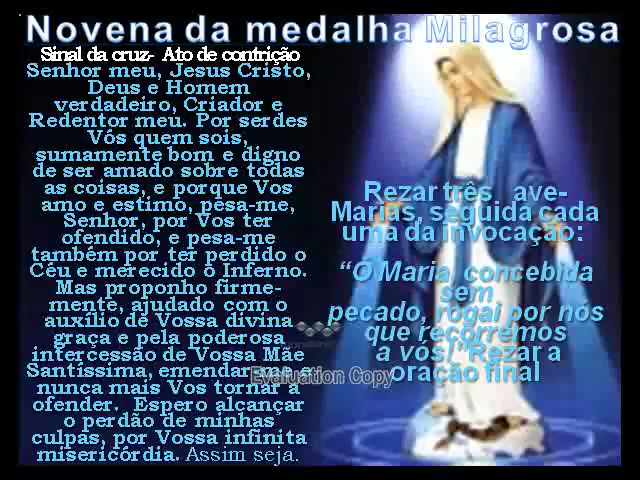 Novena da medalha Milagrosa
Sinal da cruz- Ato de contrição
Senhor meu, Jesus Cristo,
Deus e Homem
verdadeiro, Criador e
Redentor meu. Por serdes
Vós quem sois,
sumamente bom e digno
de ser amado sobre todas
as coisas, e porque Vos
amo e estimo, pesa-me,
Senhor, por Vos ter
ofendido, e pesa-me
também por ter perdido o
Céu e merecido o Inferno.
Mas proponho firme-
mente, ajudado com o
auxílio de Vossa divina
graça e pela poderosa
intercessão de Vossa Mãe
Santíssima, emendar-me e
nunca mais Vos tornar a
ofender. Espero alcançar
o perdão de minhas
culpas, por Vossa infinita
misericórdia. Assim seja.
Rezar três ave-
Marias, seguida cada
uma da invocação:
“O Maria, concebida
sem
pecado, rogai por nós
que recorremos
a vós!”Rezar a
oração final
Evaluation Copy